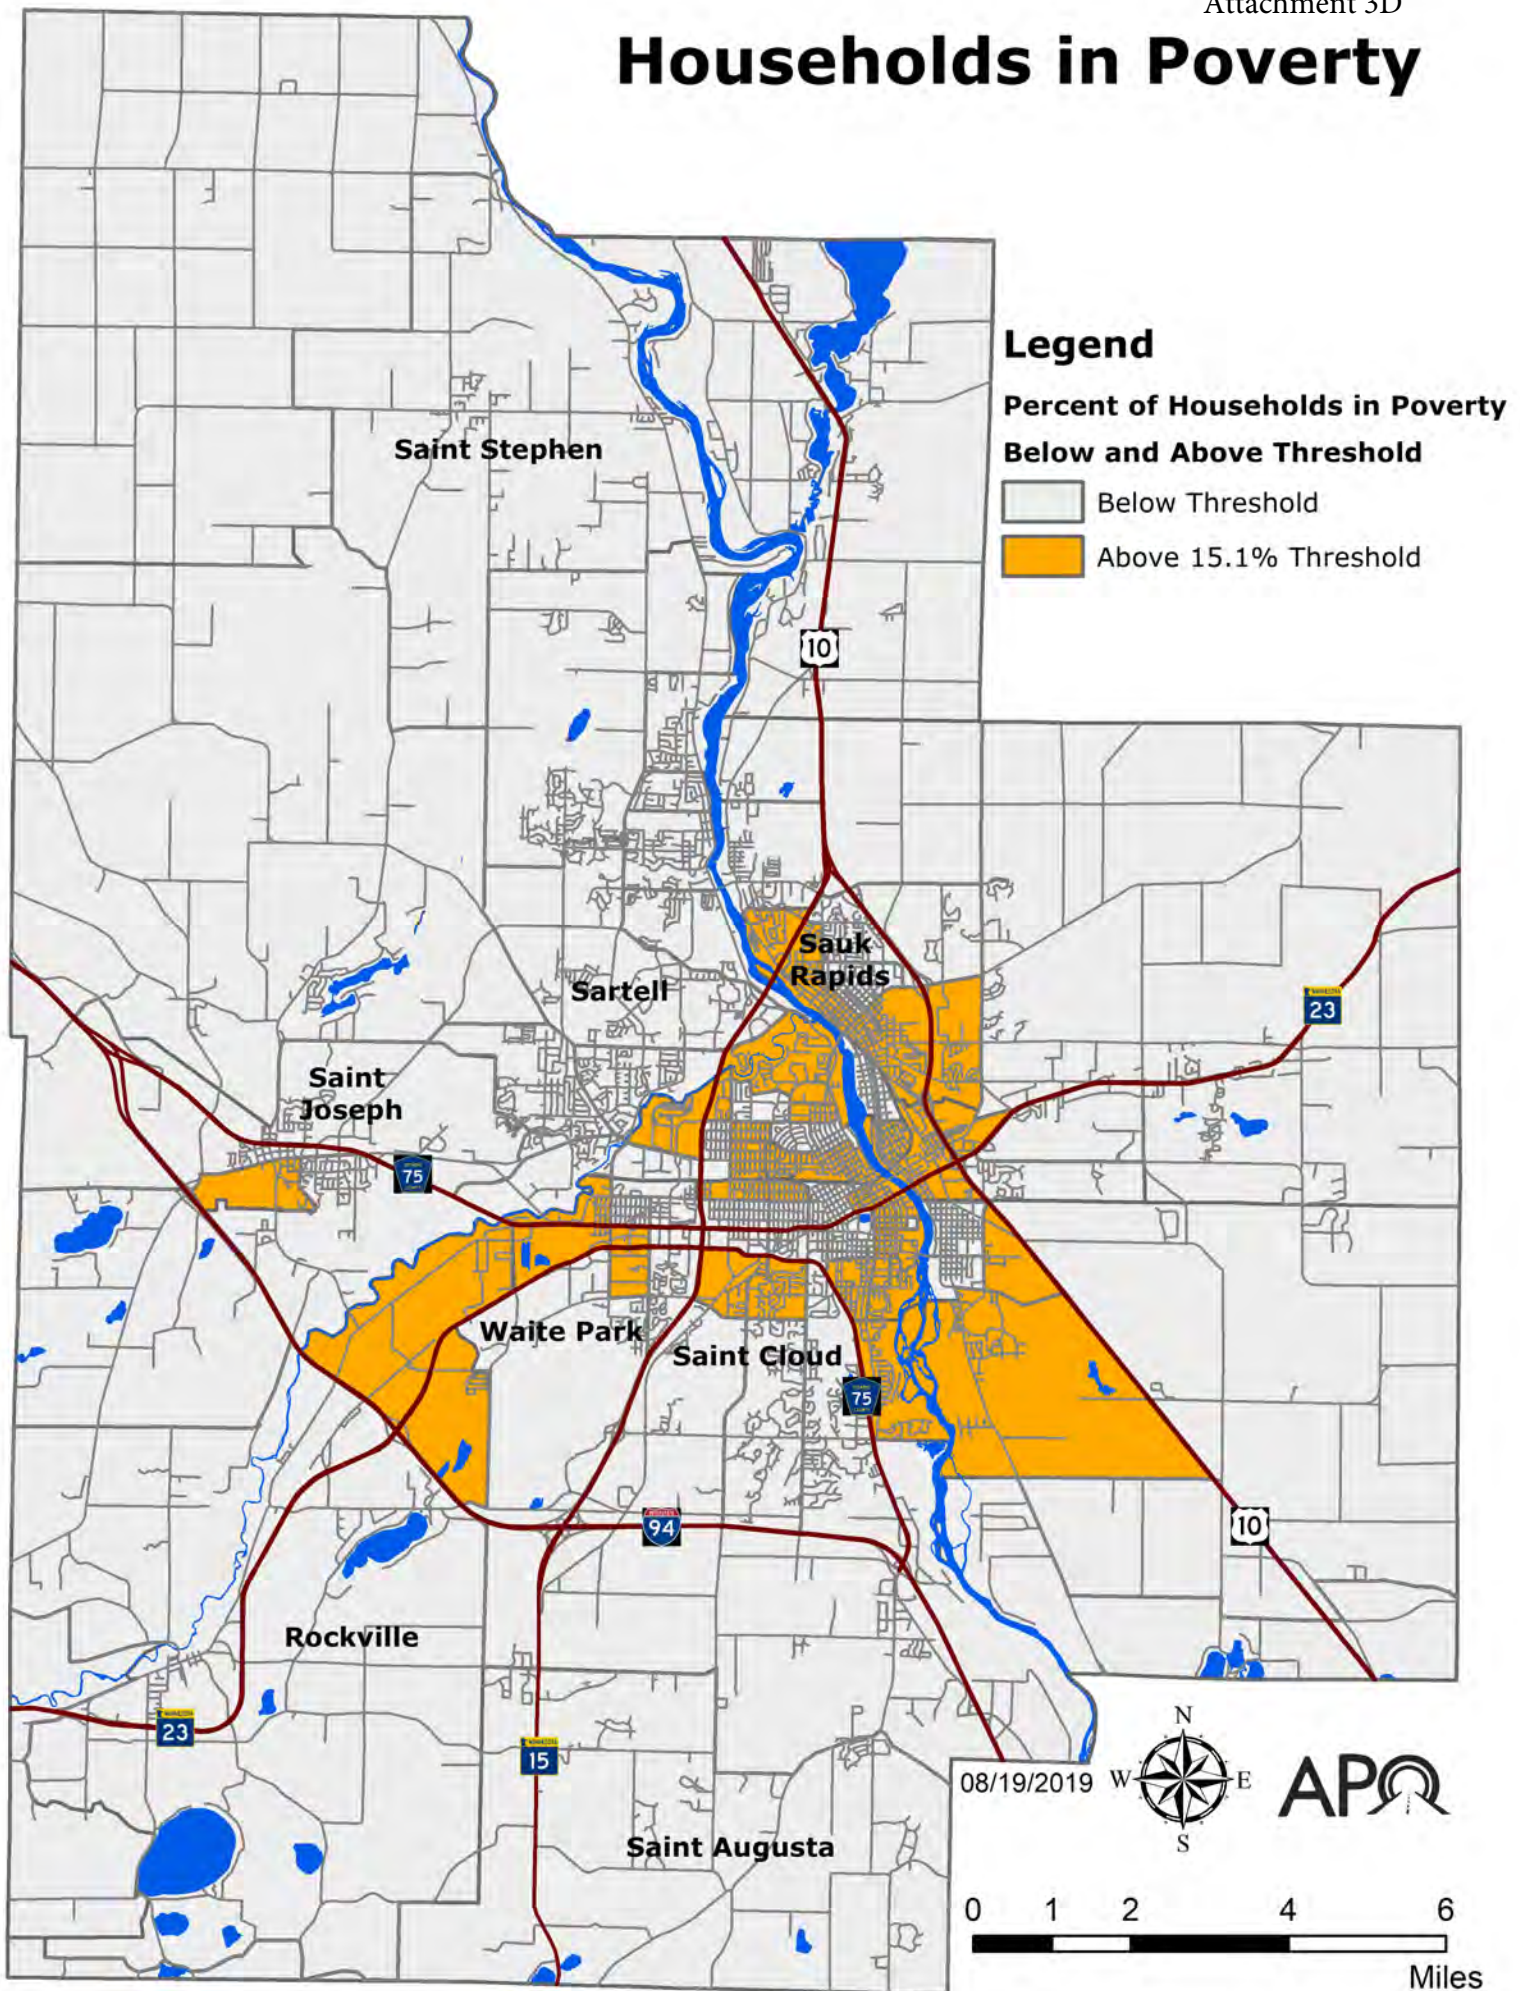 Attachment 3D
Households in Poverty
Legend
Percent of Households in Poverty
Below and Above Threshold
Below Threshold
Above 15.1% Threshold
Saint Stephen
10
Sauk
Rapids
Sartell
23
Saint
Joseph
75
Waite Park
Saint Cloud
75
94
10
Rockville
23
15
N
W
E
S
08/19/2019
APO
Saint Augusta
0 1 2 4 6
Miles